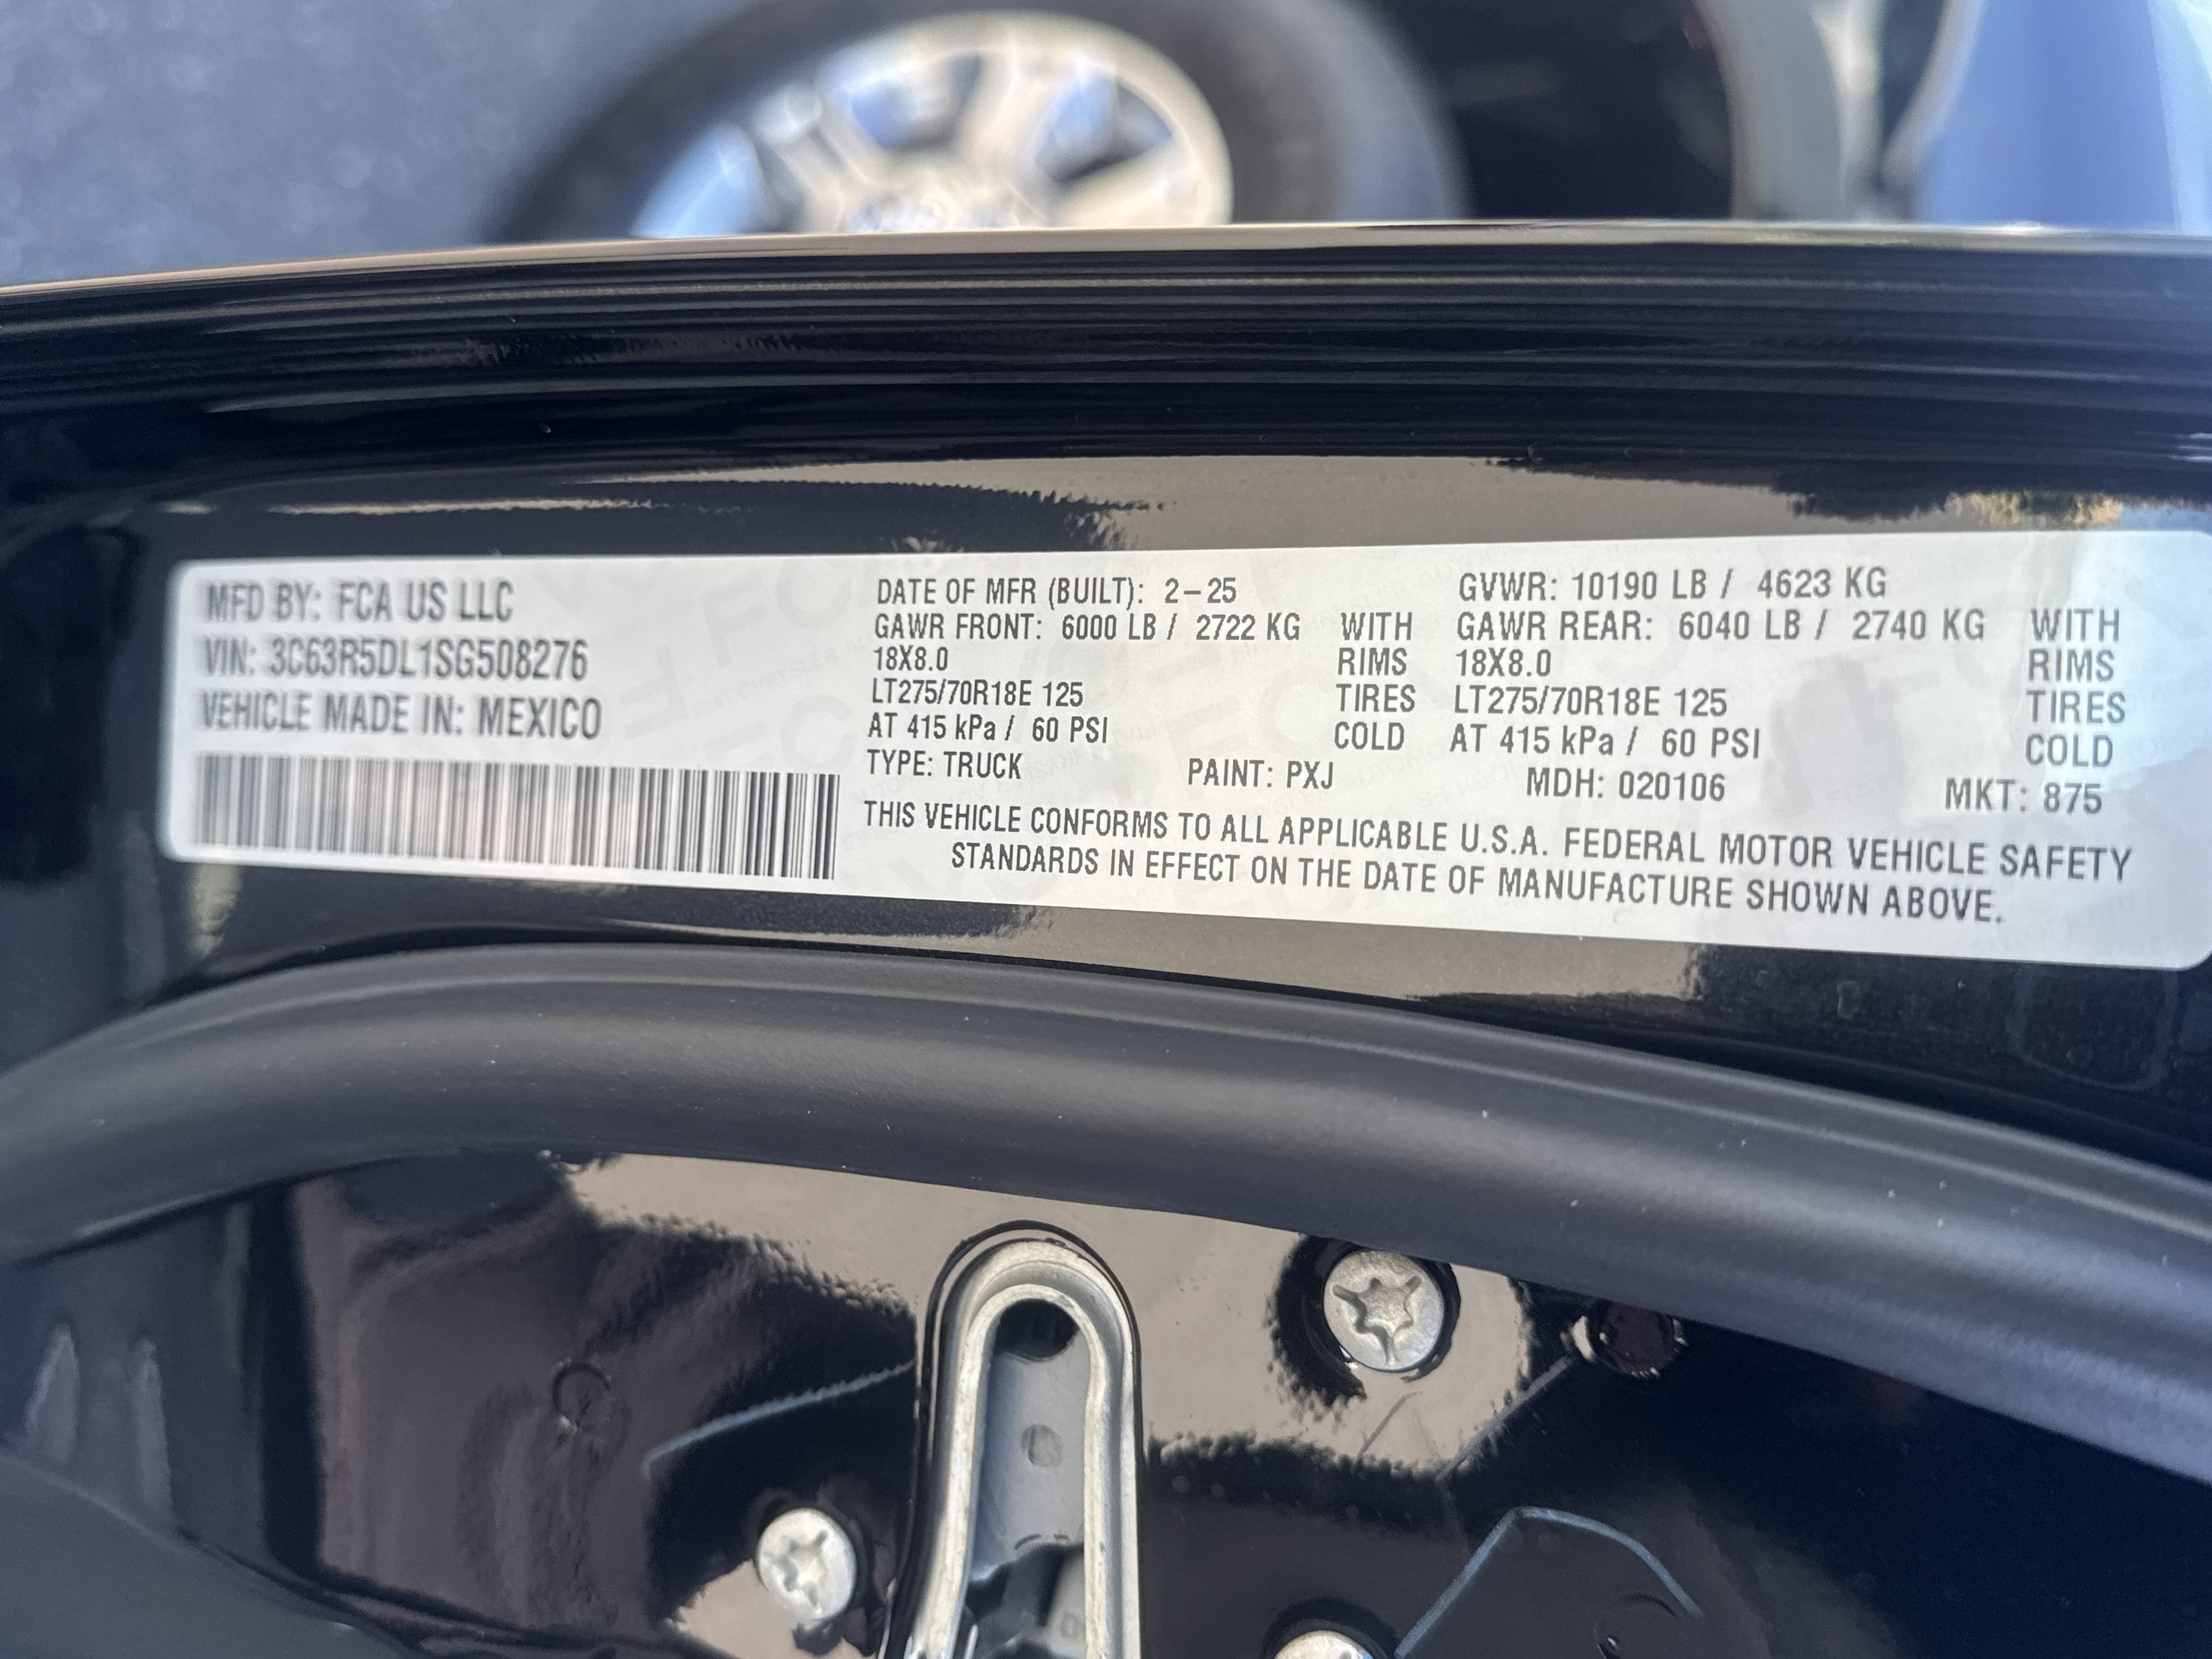 MFD BY: FCA US LLC
VIN: 3C63R5DL1SG508276
VEHICLE MADE IN: MEXICO
DATE OF MFR (BUILT): 2-25 GVWR: 10190 LB / 4623 KG
GAWR FRONT: 6000 LB / 2722 KG WITH GAWR REAR: 6040 LB / 2740 KG WITH
18X8.0 RIMS 18X8.0 RIMS
LT275/70R18E 125 TIRES LT275/70R18E 125 TIRES
AT 415 kPa / 60 PSI COLD AT 415 kPa / 60 PSI COLD
TYPE: TRUCK PAINT: PXJ MDH: 020106 MKT: 875
THIS VEHICLE CONFORMS TO ALL APPLICABLE U.S.A. FEDERAL MOTOR VEHICLE SAFETY
STANDARDS IN EFFECT ON THE DATE OF MANUFACTURE SHOWN ABOVE.